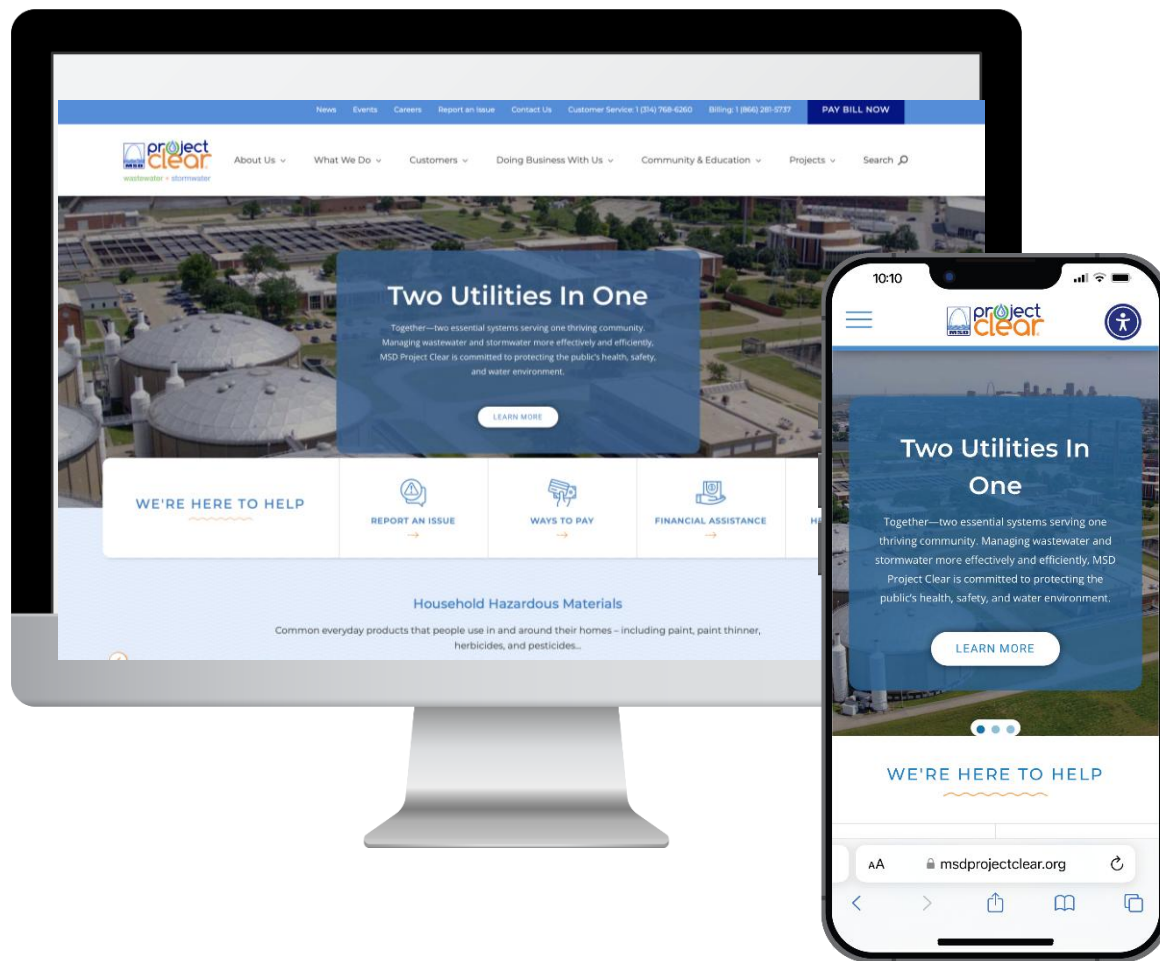 News Events Careers Report an Issue Contact Us Customer Service: 1 (314) 768-6260 Billing: 1 (866) 281-5737 PAY BILL NOW
MSD project
clear
wastewater + stormwater
About Us What We Do Customers Doing Business With Us Community & Education Projects Search
Two Utilities In One
Together—two essential systems serving one thriving community.
Managing wastewater and stormwater more effectively and efficiently,
MSD Project Clear is committed to protecting the public's health, safety,
and water environment.
LEARN MORE
WE'RE HERE TO HELP
REPORT AN ISSUE
WAYS TO PAY
FINANCIAL ASSISTANCE
Household Hazardous Materials
Common everyday products that people use in and around their homes – including paint, paint thinner,
herbicides, and pesticides...
10:10
MSD project
clear
Two Utilities In
One
Together—two essential systems serving one
thriving community. Managing wastewater and
stormwater more effectively and efficiently, MSD
Project Clear is committed to protecting the
public's health, safety, and water environment.
LEARN MORE
WE'RE HERE TO HELP
AA msdprojectclear.org